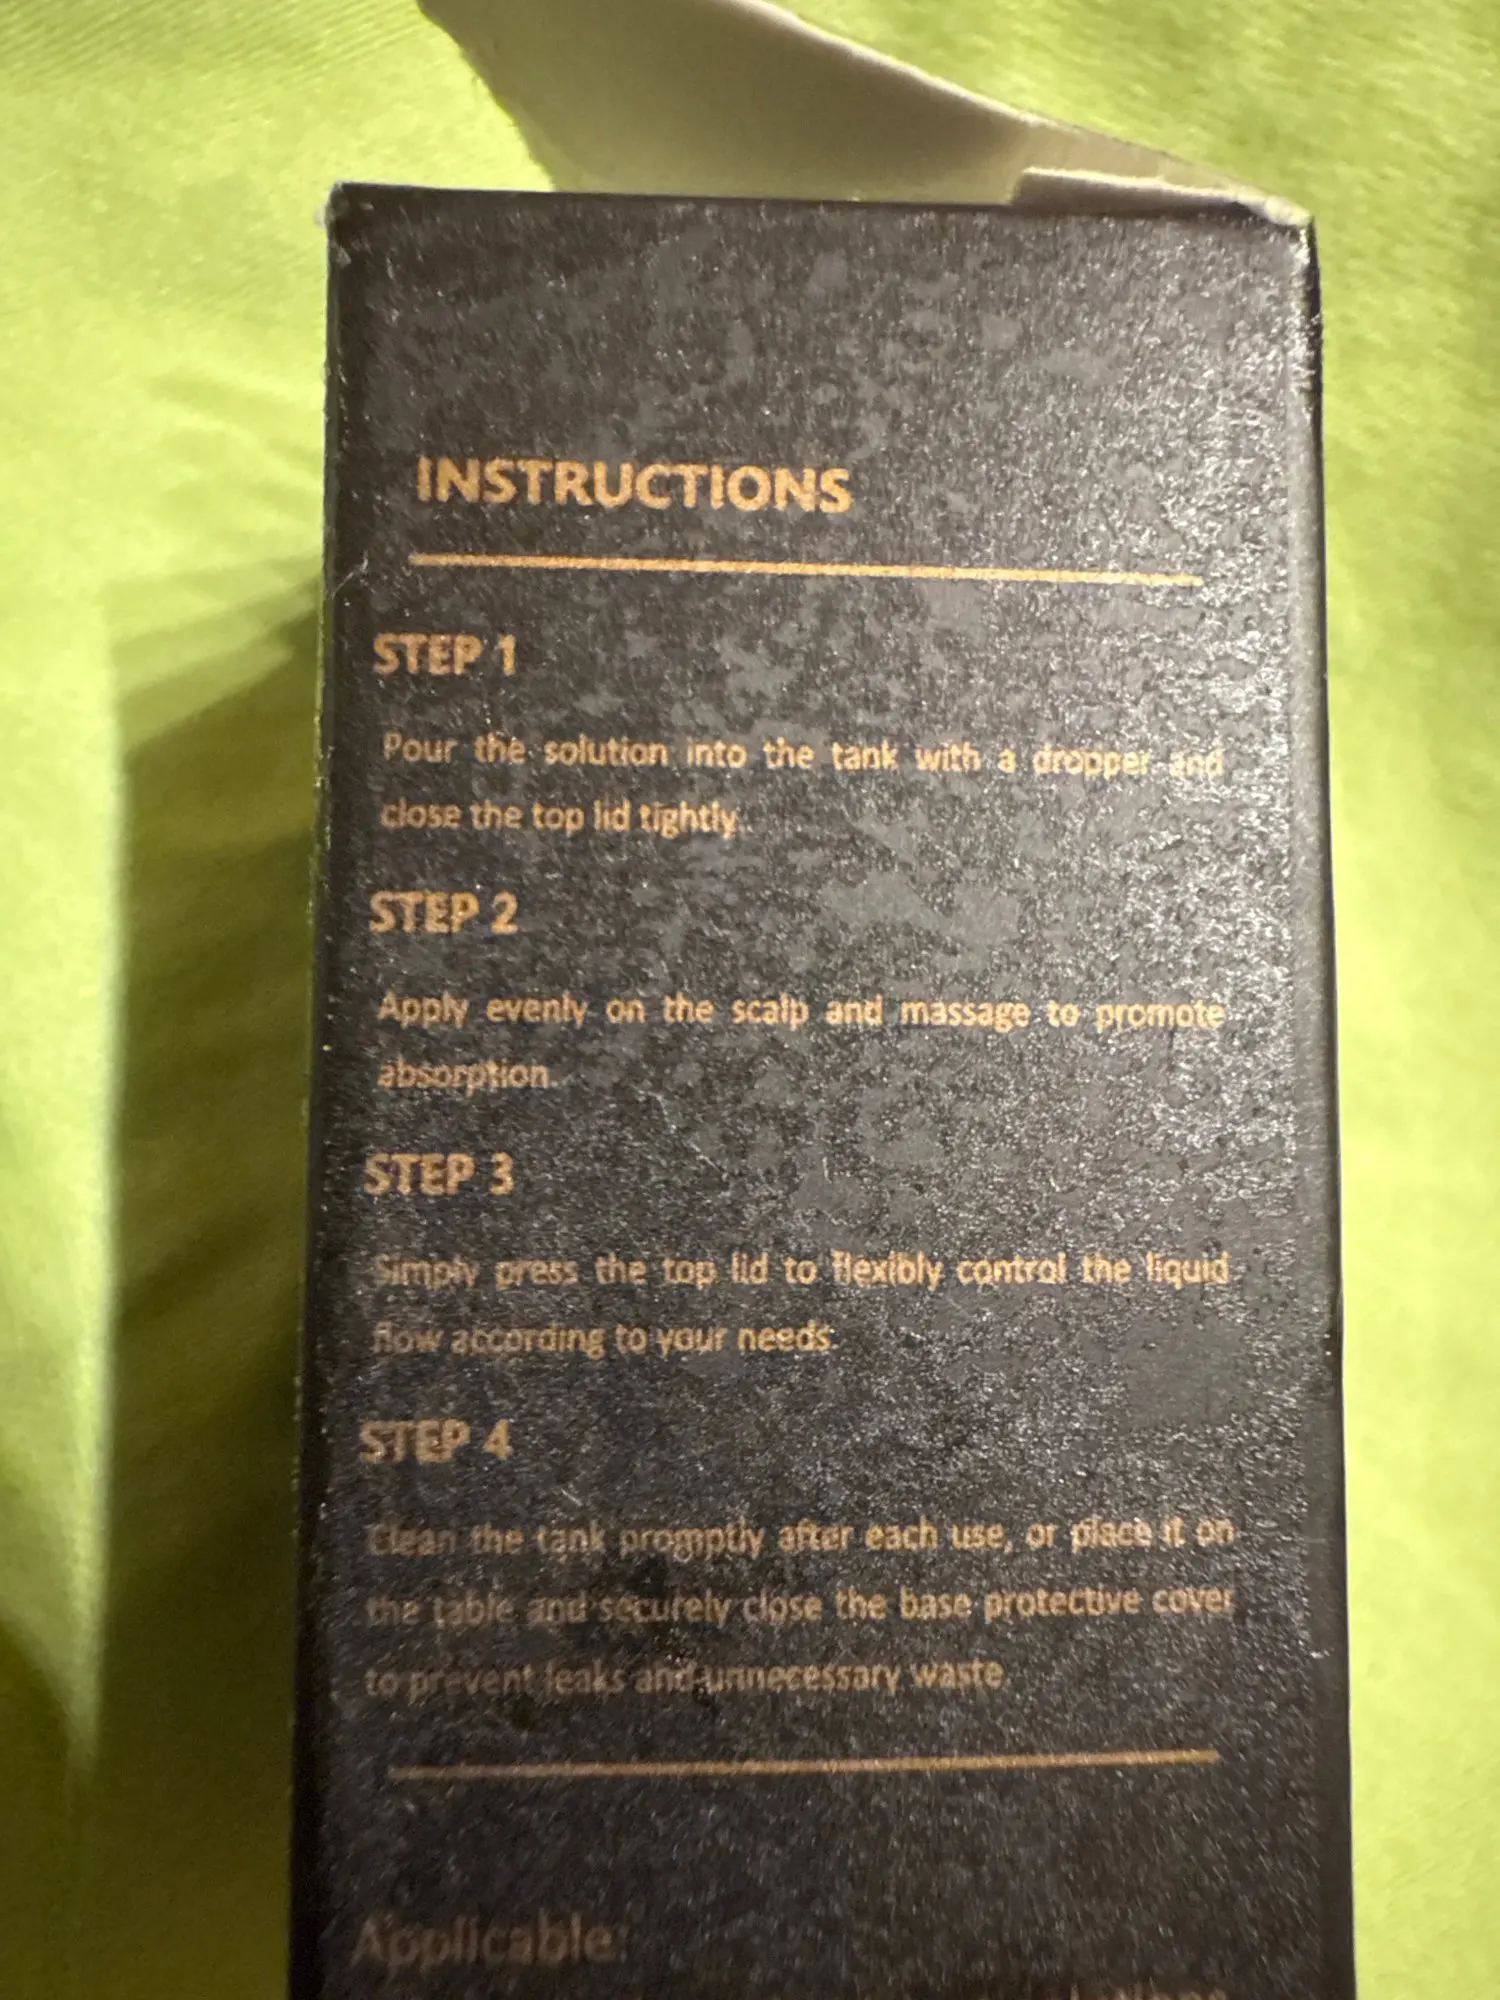 INSTRUCTIONS
STEP 1
Pour the solution into the tank with a dropper and
close the top lid tightly.
STEP 2
Apply evenly on the scalp and massage to promote
absorption.
STEP 3
Simply press the top lid to flexibly control the liquid
flow according to your needs.
STEP 4
Clean the tank promptly after each use, or place it on
the table and securely close the base protective cover
to prevent leaks and unnecessary waste.
Applicable: